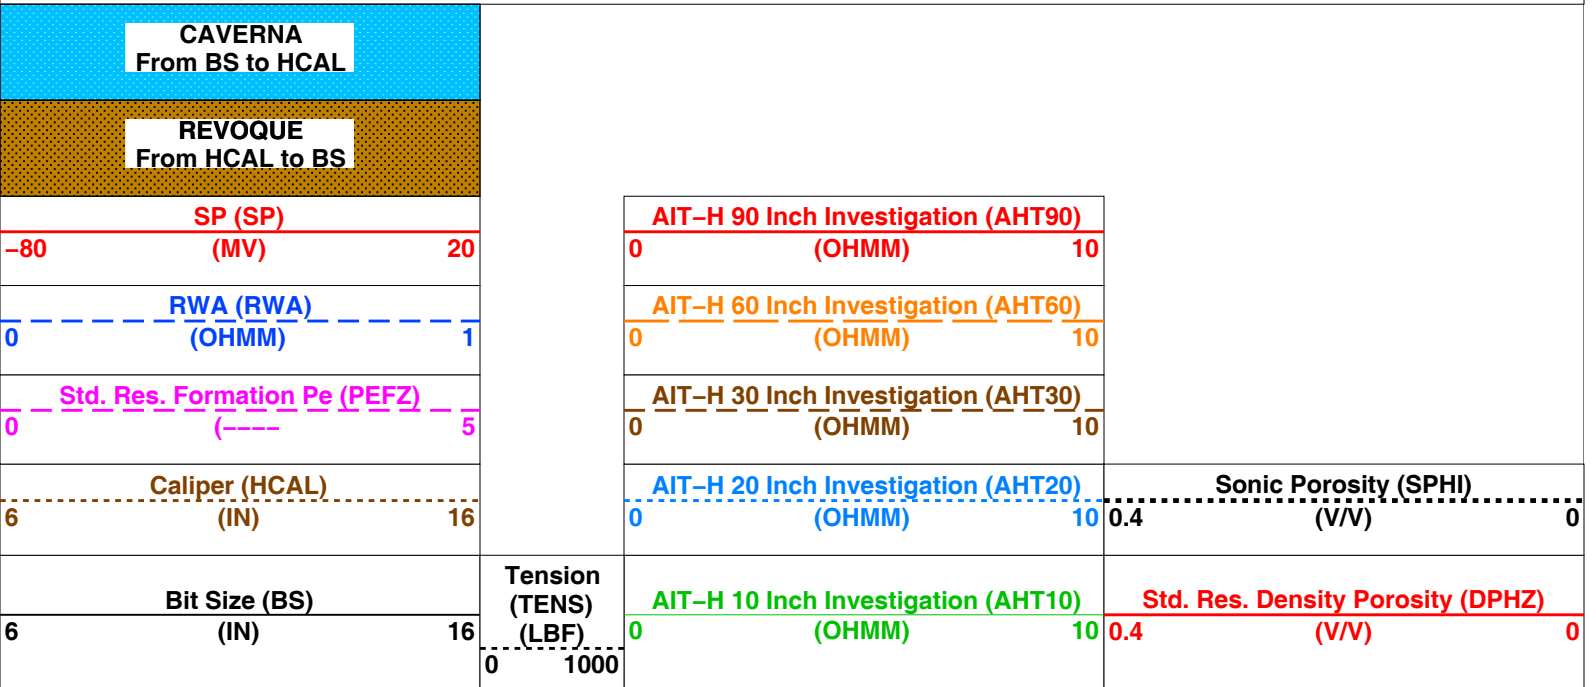 CAVERNA
From BS to HCAL
REVOQUE
From HCAL to BS
SP (SP)
−80 (MV) 20
AIT−H 90 Inch Investigation (AHT90)
0 (OHMM) 10
RWA (RWA)
0 (OHMM) 1
AIT−H 60 Inch Investigation (AHT60)
0 (OHMM) 10
Std. Res. Formation Pe (PEFZ)
0 (−−−− 5
AIT−H 30 Inch Investigation (AHT30)
0 (OHMM) 10
Caliper (HCAL)
6 (IN) 16
AIT−H 20 Inch Investigation (AHT20)
0 (OHMM) 10
Sonic Porosity (SPHI)
0.4 (V/V) 0
Bit Size (BS)
6 (IN) 16
Tension
(TENS)
(LBF)
0 1000
AIT−H 10 Inch Investigation (AHT10)
0 (OHMM) 10
Std. Res. Density Porosity (DPHZ)
0.4 (V/V) 0